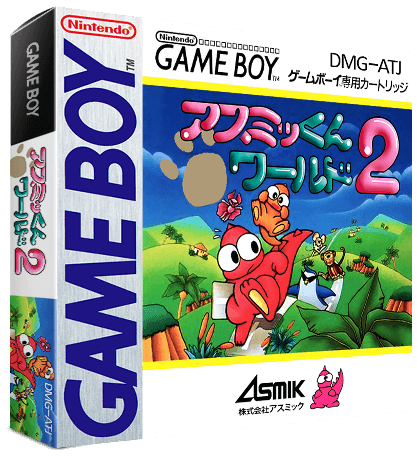 GAME BOY
アスミッくん
ワールド2
DMG-ATJ
Nintendo
GAME BOY™
Nintendo
GAME BOY™
DMG-ATJ
ゲームボーイ専用カートリッジ
アスミッくん
ワールド2
ASMIK
株式会社アスミック